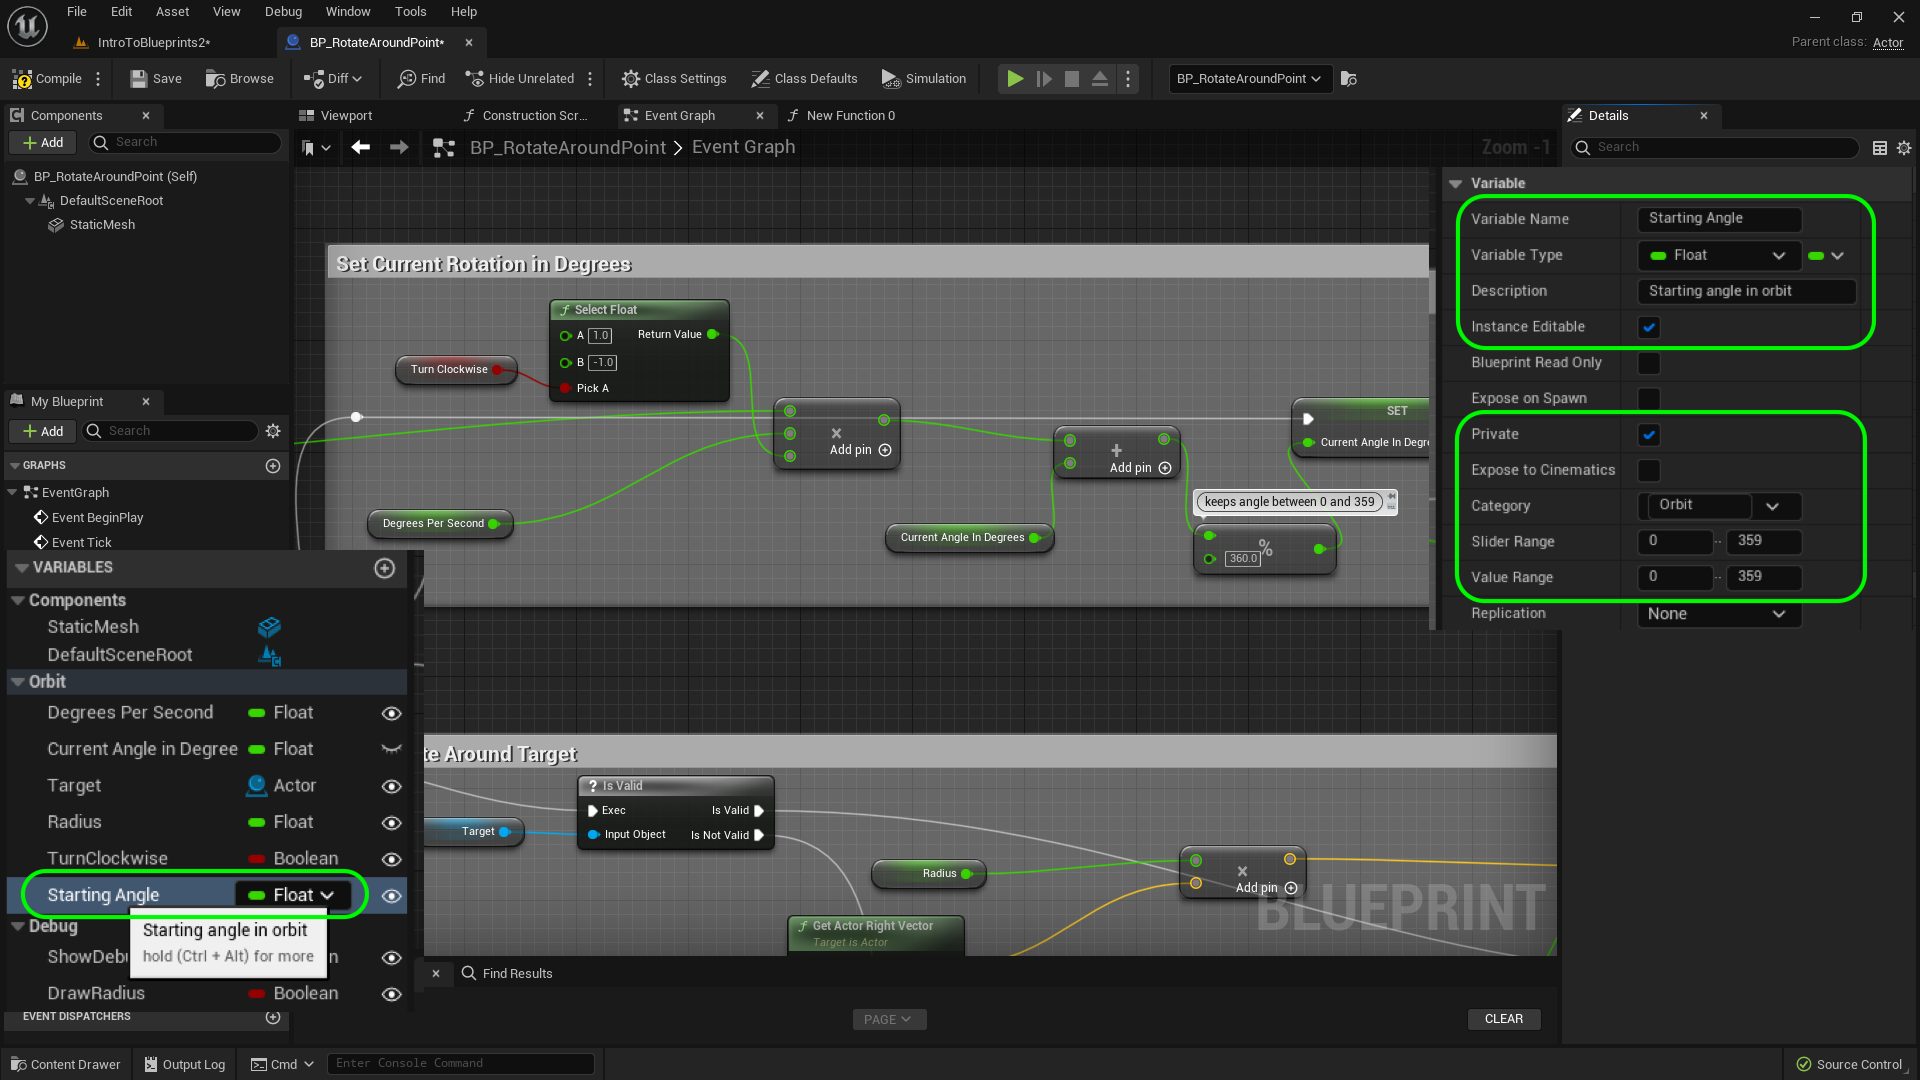 File Edit Asset View Debug Window Tools Help
IntroToBlueprints2*
BP_RotateAroundPoint*
Parent class: Actor
Compile
Save
Browse
Diff
Find
Hide Unrelated
Class Settings
Class Defaults
Simulation
BP_RotateAroundPoint
Components
Viewport
Construction Scr...
Event Graph
New Function 0
Details
Add
Search
BP_RotateAroundPoint > Event Graph
Zoom -1
Search
BP_RotateAroundPoint (Self)
DefaultSceneRoot
StaticMesh
Variable
Variable Name
Starting Angle
Variable Type
Float
Description
Starting angle in orbit
Instance Editable
Blueprint Read Only
Expose on Spawn
Private
Expose to Cinematics
Category
Orbit
Slider Range
0 .. 359
Value Range
0 .. 359
Replication
None
Set Current Rotation in Degrees
Select Float
A 1.0
Return Value
B -1.0
Pick A
Turn Clockwise
Add pin
Add pin
SET
Current Angle In Degre
keeps angle between 0 and 359
Degrees Per Second
Current Angle In Degrees
360.0
%
My Blueprint
Add
Search
GRAPHS
EventGraph
Event BeginPlay
Event Tick
VARIABLES
Components
StaticMesh
DefaultSceneRoot
Orbit
Degrees Per Second
Float
Current Angle in Degree
Float
Target
Actor
Radius
Float
TurnClockwise
Boolean
Starting Angle
Float
Debug
Starting angle in orbit
hold (Ctrl + Alt) for more
ShowDebu
n
DrawRadius
Boolean
EVENT DISPATCHERS
te Around Target
Is Valid
Exec
Is Valid
Input Object
Is Not Valid
Target
Radius
Add pin
Get Actor Right Vector
Target is Actor
BLUEPRINT
Find Results
PAGE
CLEAR
Content Drawer
Output Log
Cmd
Enter Console Command
Source Control